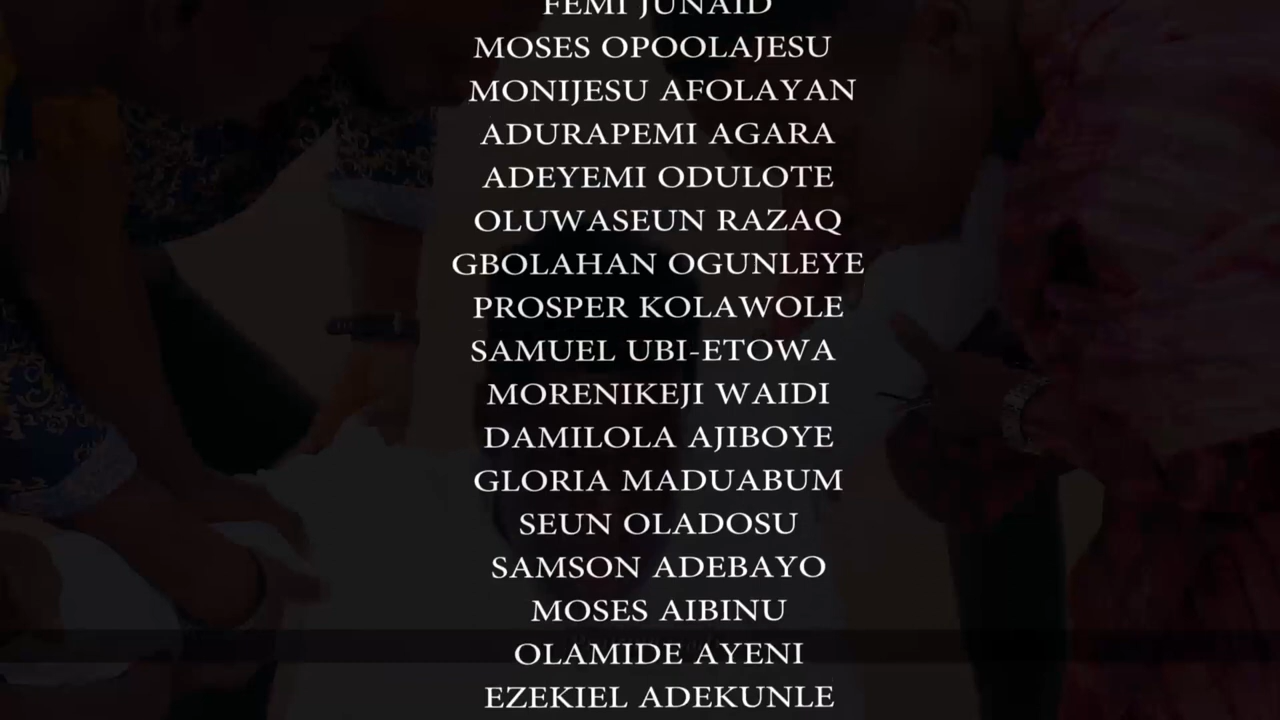 FEMI JUNAID
MOSES OPOOLAJESU
MONIJESU AFOLAYAN
ADURAPEMI AGARA
ADEYEMI ODULOTE
OLUWASEUN RAZAQ
GBOLAHAN OGUNLEYE
PROSPER KOLAWOLE
SAMUEL UBI-ETOWA
MORENIKEJI WAIDI
DAMILOLA AJIBOYE
GLORIA MADUABUM
SEUN OLADOSU
SAMSON ADEBAYO
MOSES AIBINU
OLAMIDE AYENI
EZEKIEL ADEKUNLE